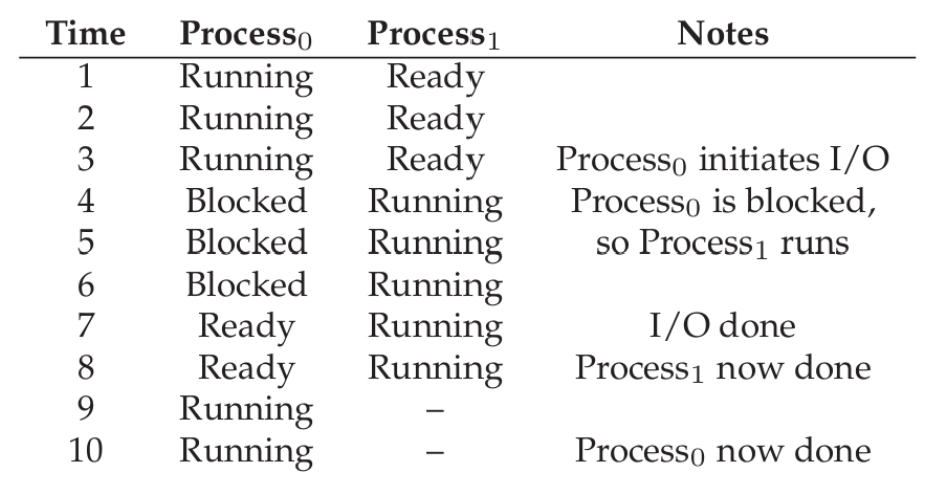 Time Process₀ Process₁ Notes
1 Running Ready
2 Running Ready
3 Running Ready Process₀ initiates I/O
4 Blocked Running Process₀ is blocked,
5 Blocked Running so Process₁ runs
6 Blocked Running
7 Ready Running I/O done
8 Ready Running Process₁ now done
9 Running –
10 Running – Process₀ now done